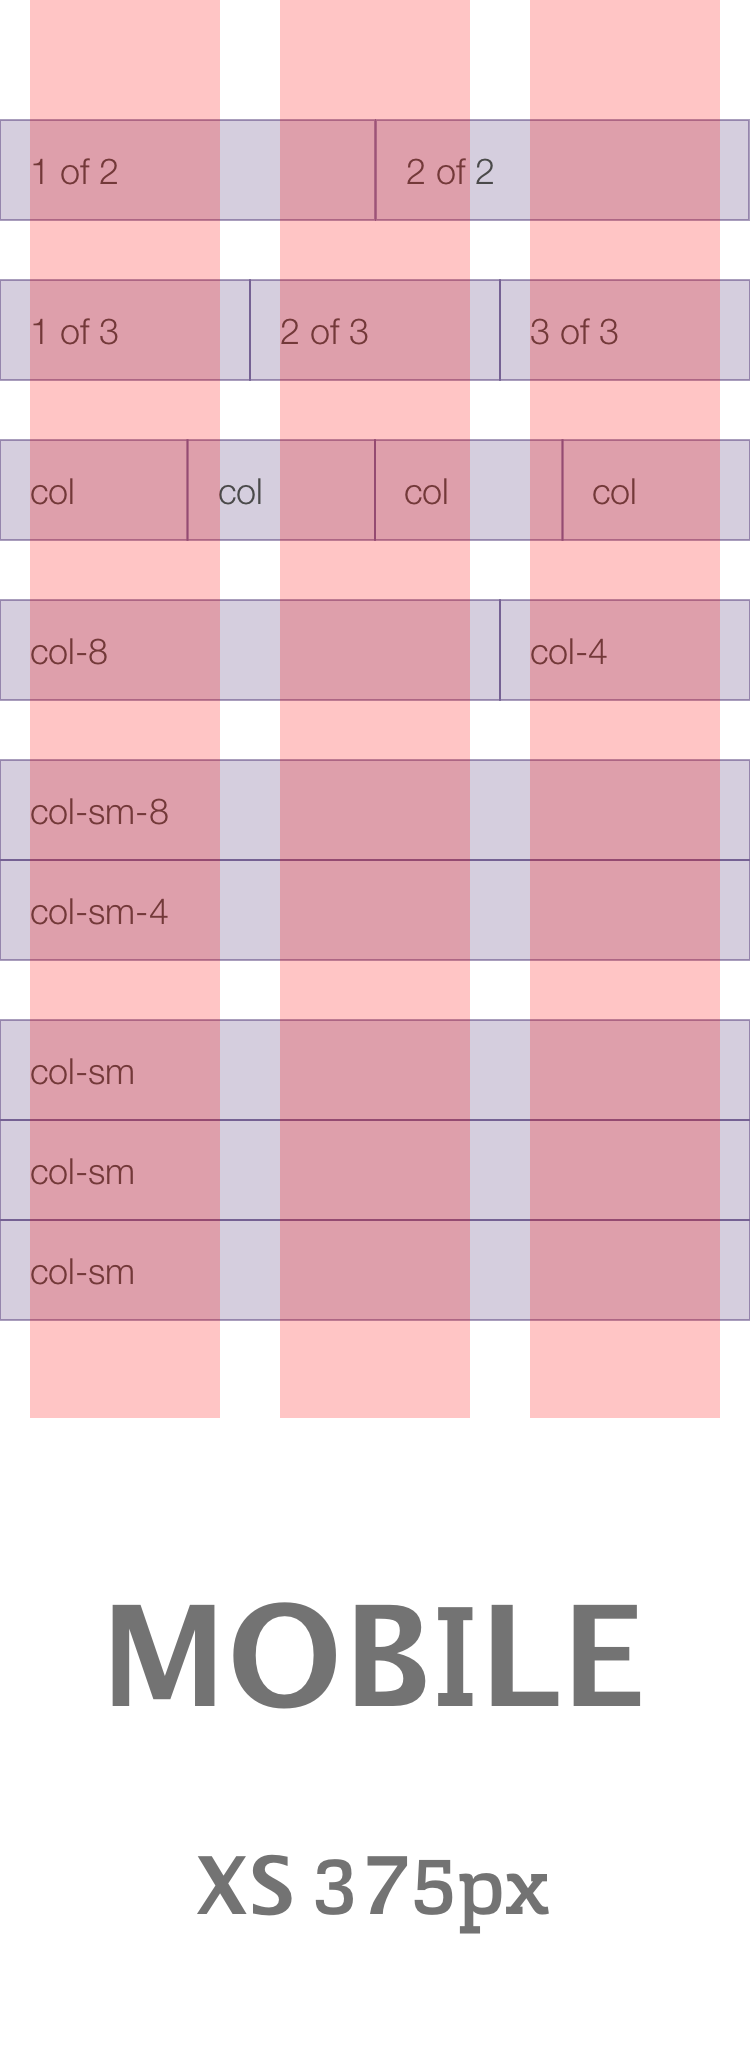 1 of 2 2 of 2
1 of 3 2 of 3 3 of 3
col col col col
col-8 col-4
col-sm-8
col-sm-4
col-sm
col-sm
col-sm
MOBILE
XS 375px